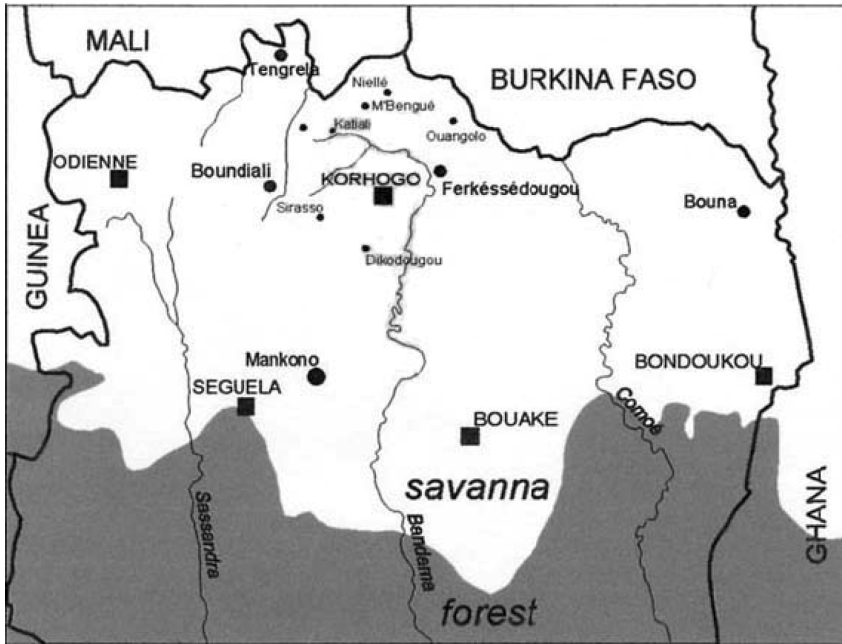 MALI
Tengrela
BURKINA FASO
Niellé
M'Bengué
Katiali
Ouangolo
ODIENNE
Boundiali
KORHOGO
Ferkéssédougou
Sirasso
Bouna
GUINEA
Dikodougou
Mankono
SEGUELA
BONDOUKOU
BOUAKE
Comoé
savanna
Sassandra
Bandama
GHANA
forest